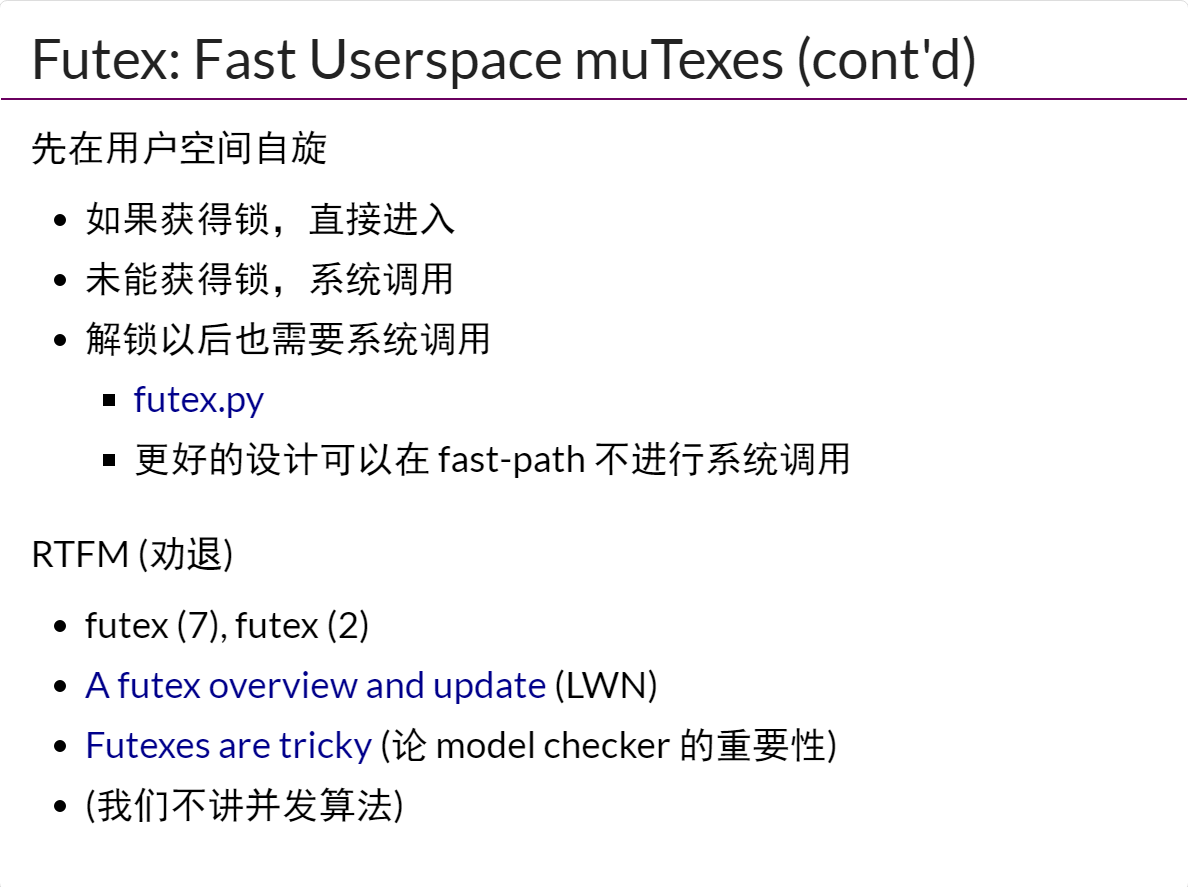 Futex: Fast Userspace muTexes (cont'd)
先在用户空间自旋
如果获得锁，直接进入
未能获得锁，系统调用
解锁以后也需要系统调用
futex.py
更好的设计可以在 fast-path 不进行系统调用
RTFM (劝退)
futex (7), futex (2)
A futex overview and update (LWN)
Futexes are tricky (论 model checker 的重要性)
(我们不讲并发算法)